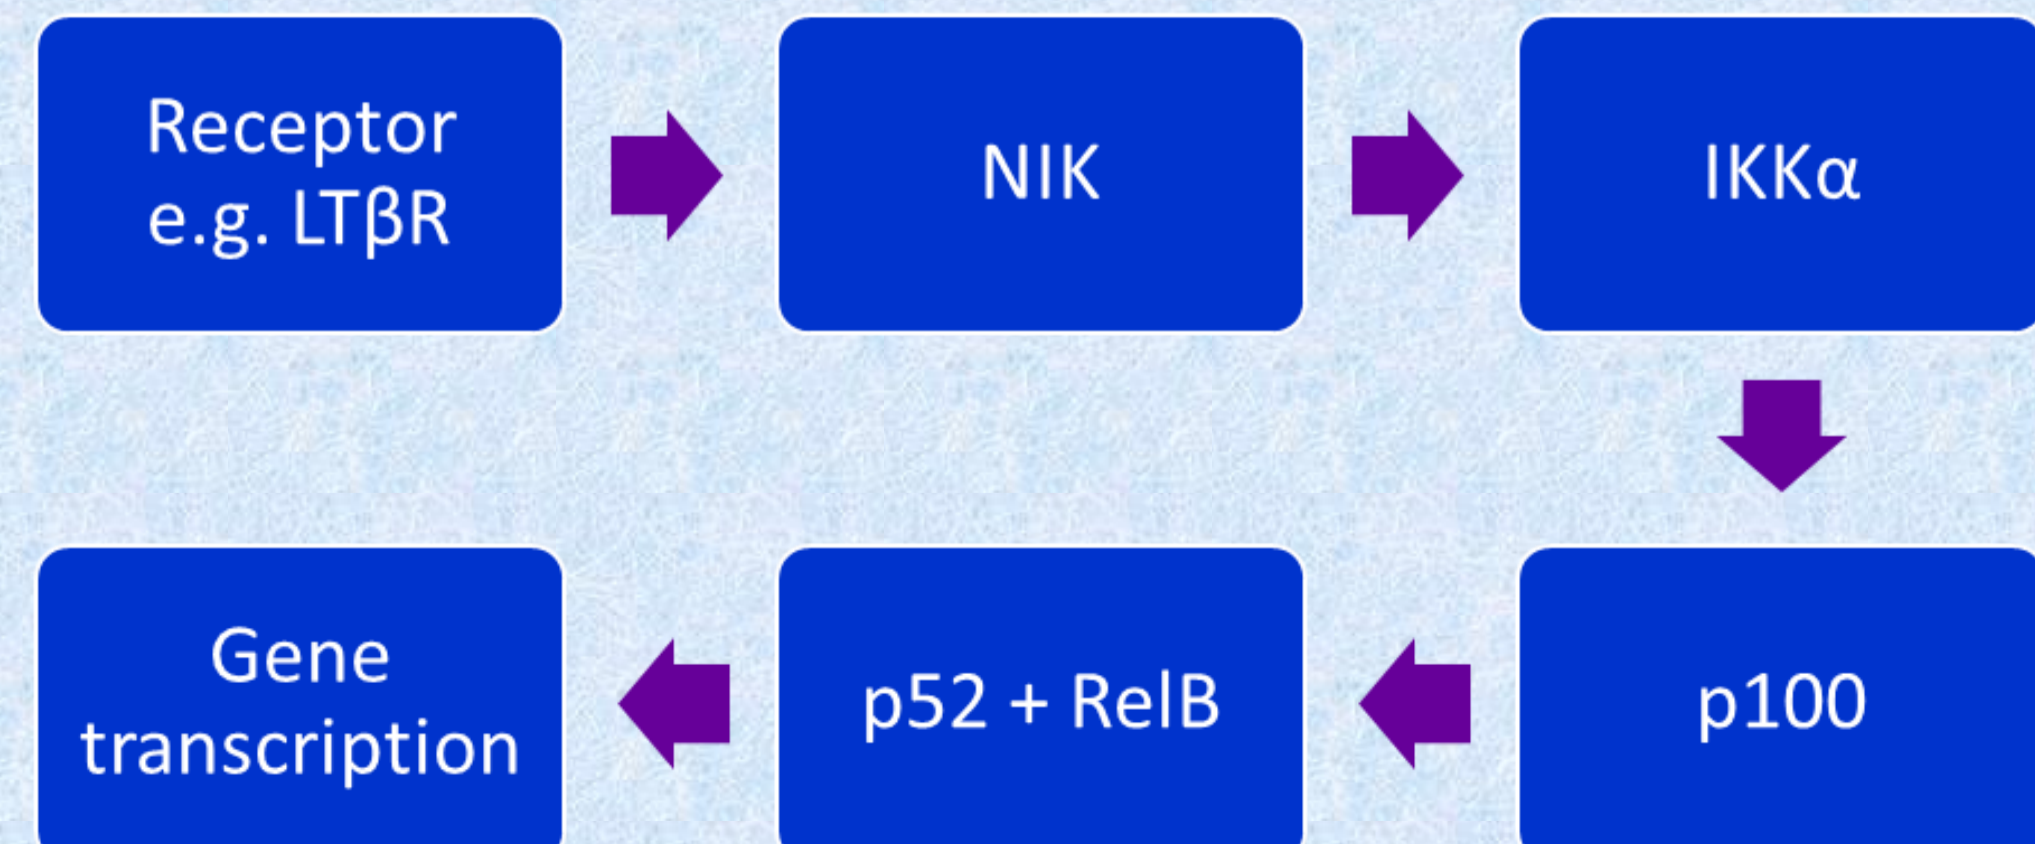 Receptor
e.g. LTβR
NIK
IKKα
p100
p52 + RelB
Gene
transcription